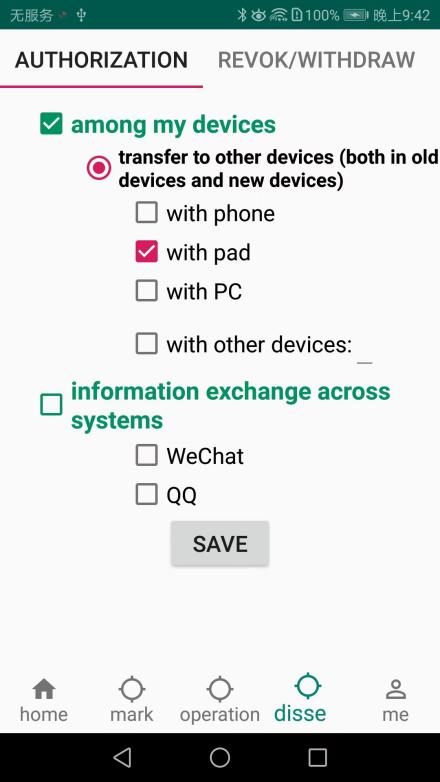 无服务 100% 晚上9:42
AUTHORIZATION REVOK/WITHDRAW
among my devices
transfer to other devices (both in old
devices and new devices)
with phone
with pad
with PC
with other devices:
information exchange across
systems
WeChat
QQ
SAVE
home mark operation disse me